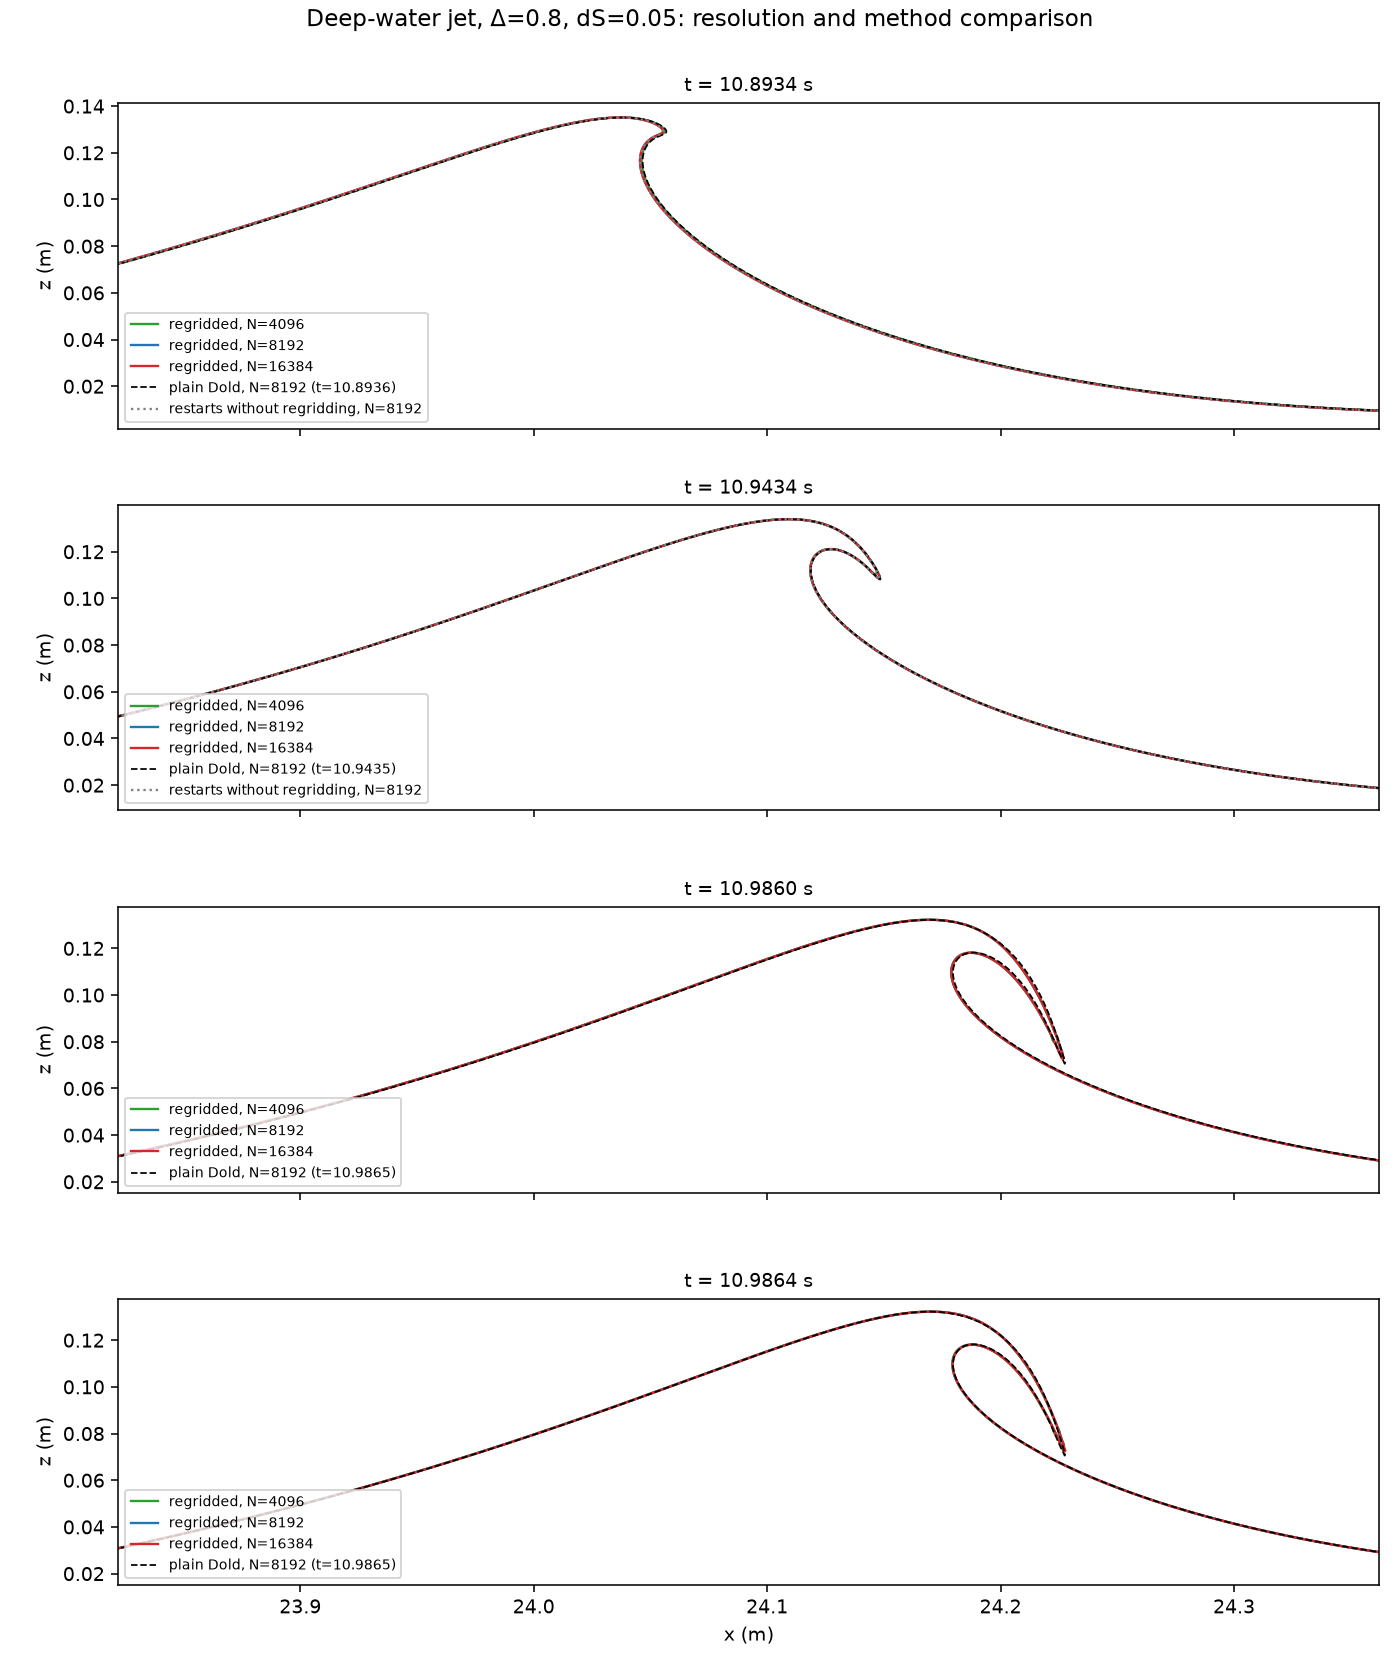 Deep-water jet, Δ=0.8, dS=0.05: resolution and method comparison
t = 10.8934 s
0.14
0.12
0.10
0.08
0.06
0.04
0.02
z (m)
regridded, N=4096
regridded, N=8192
regridded, N=16384
plain Dold, N=8192 (t=10.8936)
restarts without regridding, N=8192
t = 10.9434 s
0.12
0.10
0.08
0.06
0.04
0.02
z (m)
regridded, N=4096
regridded, N=8192
regridded, N=16384
plain Dold, N=8192 (t=10.9435)
restarts without regridding, N=8192
t = 10.9860 s
0.12
0.10
0.08
0.06
0.04
0.02
z (m)
regridded, N=4096
regridded, N=8192
regridded, N=16384
plain Dold, N=8192 (t=10.9865)
t = 10.9864 s
0.12
0.10
0.08
0.06
0.04
0.02
z (m)
regridded, N=4096
regridded, N=8192
regridded, N=16384
plain Dold, N=8192 (t=10.9865)
23.9 24.0 24.1 24.2 24.3
x (m)